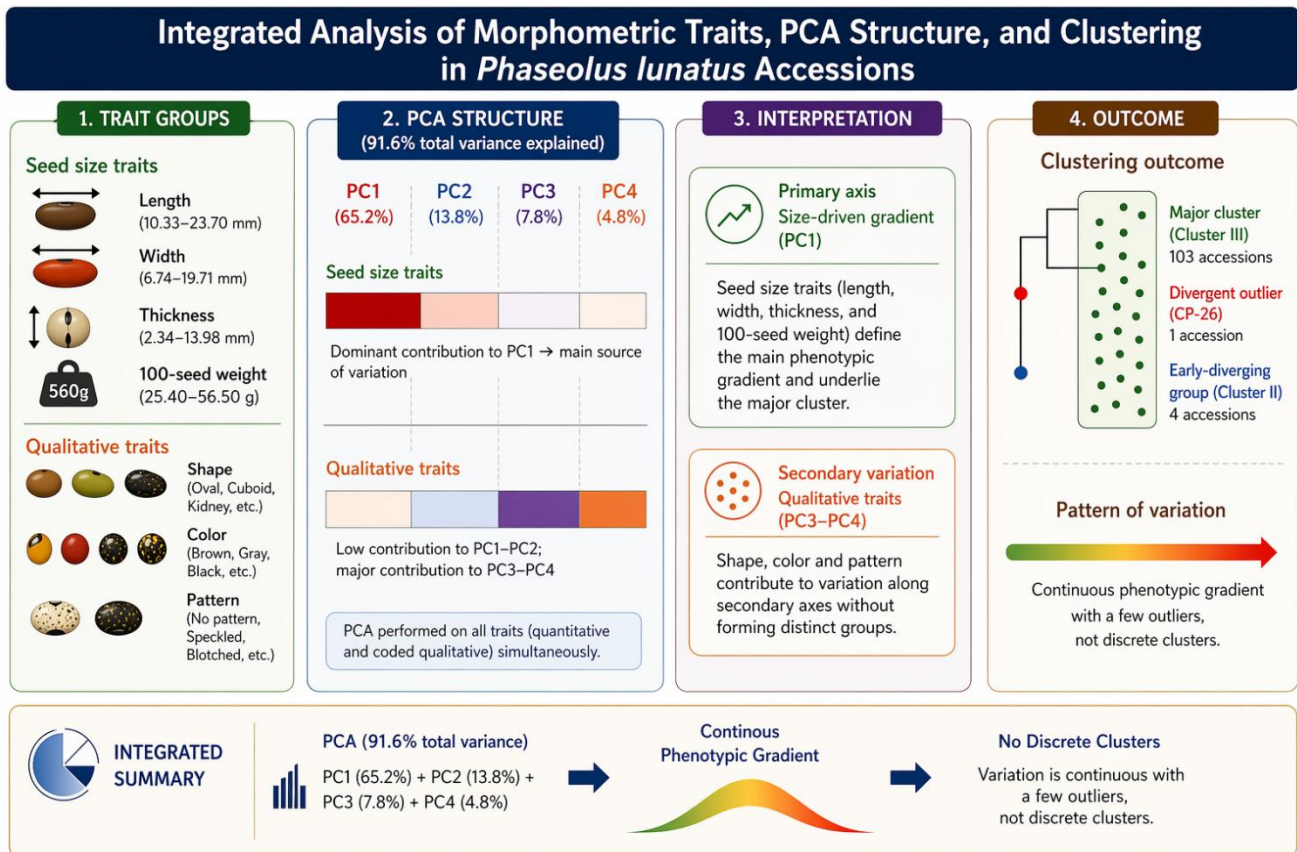 Integrated Analysis of Morphometric Traits, PCA Structure, and Clustering
in Phaseolus lunatus Accessions
1. TRAIT GROUPS
Seed size traits
Length
(10.33–23.70 mm)
Width
(6.74–19.71 mm)
Thickness
(2.34–13.98 mm)
560g
100-seed weight
(25.40–56.50 g)
Qualitative traits
Shape
(Oval, Cuboid,
Kidney, etc.)
Color
(Brown, Gray,
Black, etc.)
Pattern
(No pattern,
Speckled,
Blotched, etc.)
2. PCA STRUCTURE
(91.6% total variance explained)
PC1 PC2 PC3 PC4
(65.2%) (13.8%) (7.8%) (4.8%)
Seed size traits
Dominant contribution to PC1 → main source
of variation
Qualitative traits
Low contribution to PC1–PC2;
major contribution to PC3–PC4
PCA performed on all traits (quantitative
and coded qualitative) simultaneously.
3. INTERPRETATION
Primary axis
Size-driven gradient
(PC1)
Seed size traits (length,
width, thickness, and
100-seed weight) define
the main phenotypic
gradient and underlie
the major cluster.
Secondary variation
Qualitative traits
(PC3–PC4)
Shape, color and pattern
contribute to variation along
secondary axes without
forming distinct groups.
4. OUTCOME
Clustering outcome
Major cluster
(Cluster III)
103 accessions
Divergent outlier
(CP-26)
1 accession
Early-diverging
group (Cluster II)
4 accessions
Pattern of variation
Continuous phenotypic gradient
with a few outliers,
not discrete clusters.
INTEGRATED
SUMMARY
PCA (91.6% total variance)
PC1 (65.2%) + PC2 (13.8%) +
PC3 (7.8%) + PC4 (4.8%)
Continous
Phenotypic Gradient
No Discrete Clusters
Variation is continuous with
a few outliers,
not discrete clusters.